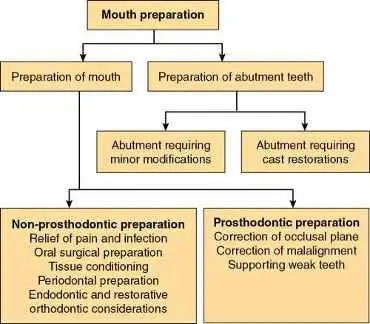 Mouth preparation
Preparation of mouth
Preparation of abutment teeth
Abutment requiring
minor modifications
Abutment requiring
cast restorations
Non-prosthodontic preparation
Relief of pain and infection
Oral surgical preparation
Tissue conditioning
Periodontal preparation
Endodontic and restorative
orthodontic considerations
Prosthodontic preparation
Correction of occlusal plane
Correction of malalignment
Supporting weak teeth